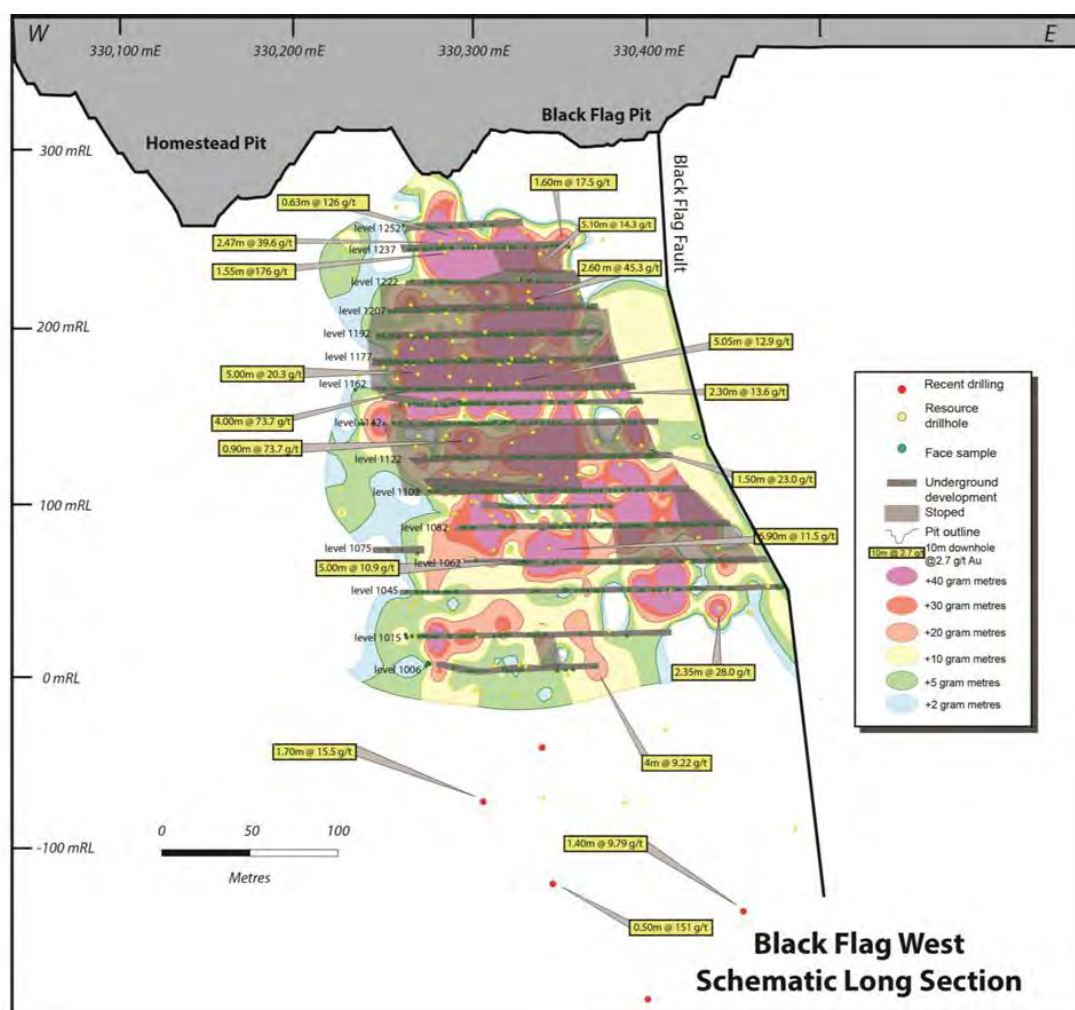 W
E
330,100 mE
330,200 mE
330,300 mE
330,400 mE
Homestead Pit
Black Flag Pit
Black Flag Fault
300 mRL
200 mRL
100 mRL
0 mRL
-100 mRL
1.60m @ 17.5 g/t
0.63m @ 126 g/t
5.10m @ 14.3 g/t
level 1252
2.47m @ 39.6 g/t
level 1237
1.55m @176 g/t
2.60 m @ 45.3 g/t
level 1222
level 1207
level 1192
5.05m @ 12.9 g/t
level 1177
5.00m @ 20.3 g/t
level 1162
2.30m @ 13.6 g/t
4.00m @ 73.7 g/t
level 1142
0.90m @ 73.7 g/t
level 1122
1.50m @ 23.0 g/t
level 1102
level 1082
6.90m @ 11.5 g/t
level 1075
level 1062
5.00m @ 10.9 g/t
level 1045
level 1015
level 1006
2.35m @ 28.0 g/t
4m @ 9.22 g/t
1.70m @ 15.5 g/t
1.40m @ 9.79 g/t
0.50m @ 151 g/t
0
50
100
Metres
Recent drilling
Resource
drillhole
Face sample
Underground
development
Stoped
Pit outline
10m @ 2.7 g/t
10m downhole
@2.7 g/t Au
+40 gram metres
+30 gram metres
+20 gram metres
+10 gram metres
+5 gram metres
+2 gram metres
Black Flag West
Schematic Long Section